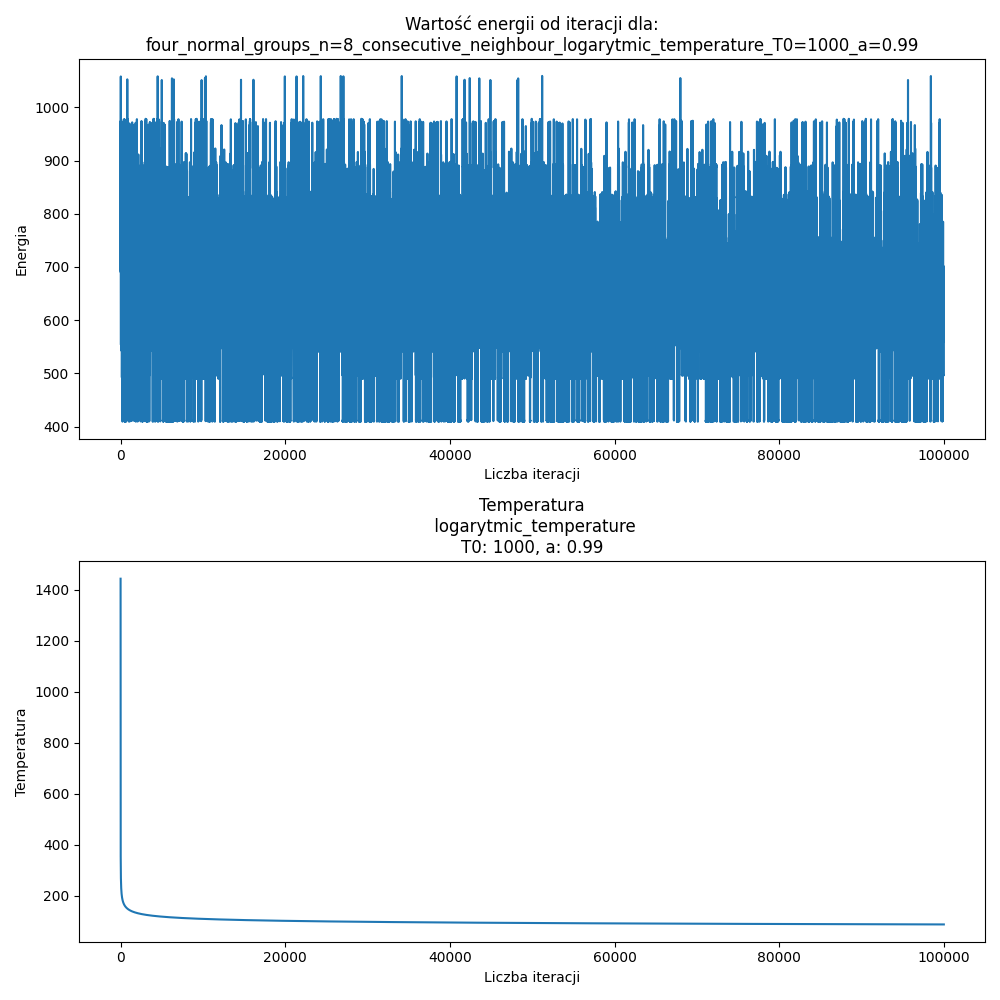 Wartość energii od iteracji dla:
four_normal_groups_n=8_consecutive_neighbour_logarytmic_temperature_T0=1000_a=0.99
1000
900
800
700
600
500
400
Energia
0
20000
40000
60000
80000
100000
Liczba iteracji
Temperatura
logarytmic_temperature
T0: 1000, a: 0.99
1400
1200
1000
800
600
400
200
Temperatura
0
20000
40000
60000
80000
100000
Liczba iteracji